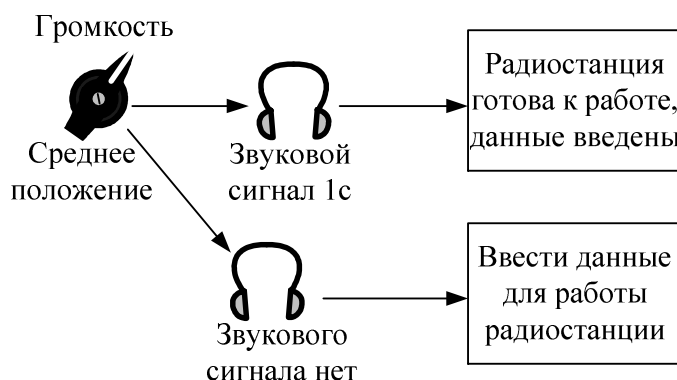 Громкость
Среднее
положение
Звуковой
сигнал 1с
Радиостанция
готова к работе,
данные введены
Звукового
сигнала нет
Ввести данные
для работы
радиостанции